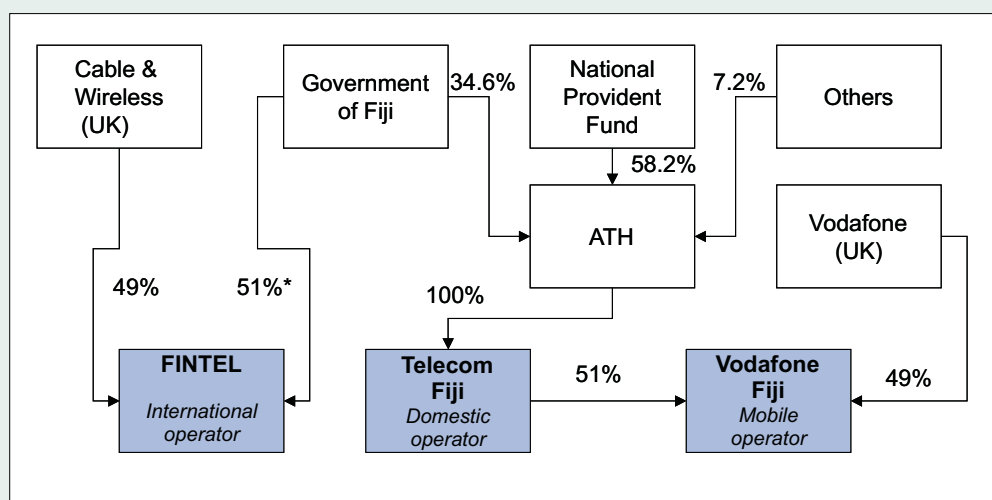 Cable &
Wireless
(UK)
Government
of Fiji
34.6%
National
Provident
Fund
7.2%
Others
58.2%
ATH
Vodafone
(UK)
49%
51%*
100%
FINTEL
International
operator
Telecom
Fiji
Domestic
operator
51%
Vodafone
Fiji
Mobile
operator
49%